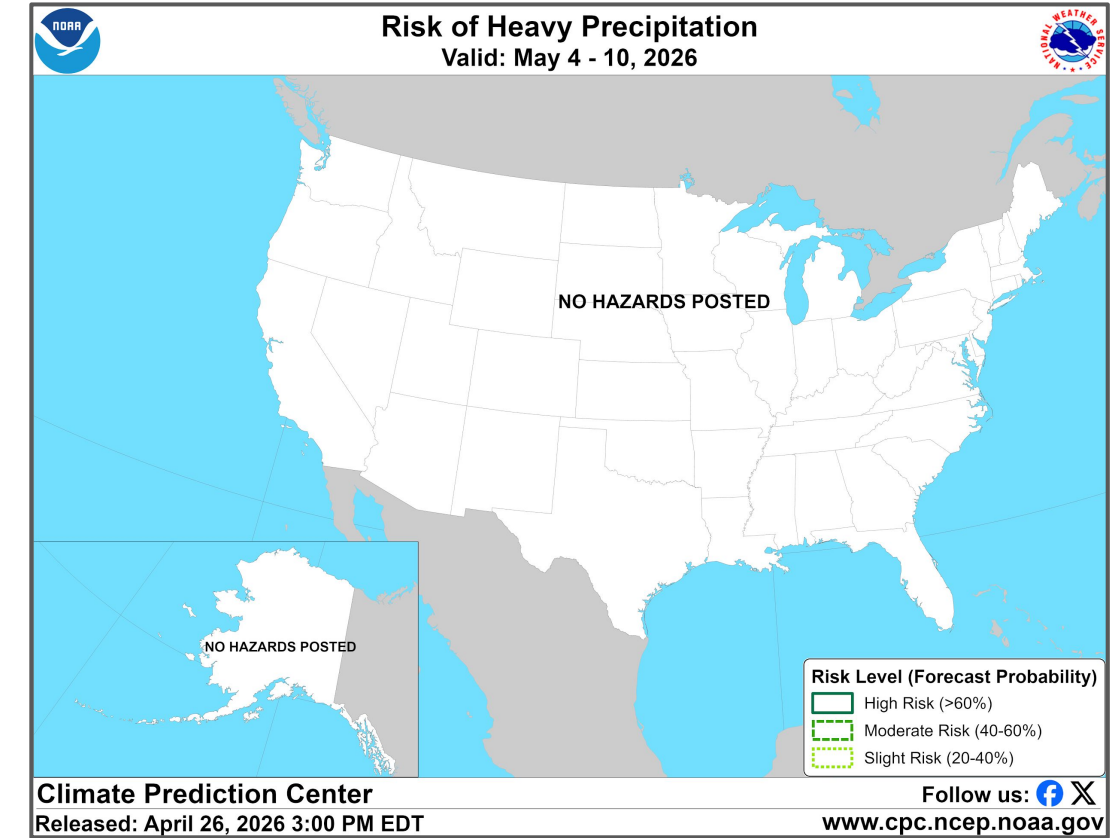 NOAA
Risk of Heavy Precipitation
Valid: May 4 - 10, 2026
NATIONAL WEATHER SERVICE
NO HAZARDS POSTED
NO HAZARDS POSTED
Risk Level (Forecast Probability)
High Risk (>60%)
Moderate Risk (40-60%)
Slight Risk (20-40%)
Climate Prediction Center
Follow us:
Released: April 26, 2026 3:00 PM EDT
www.cpc.ncep.noaa.gov